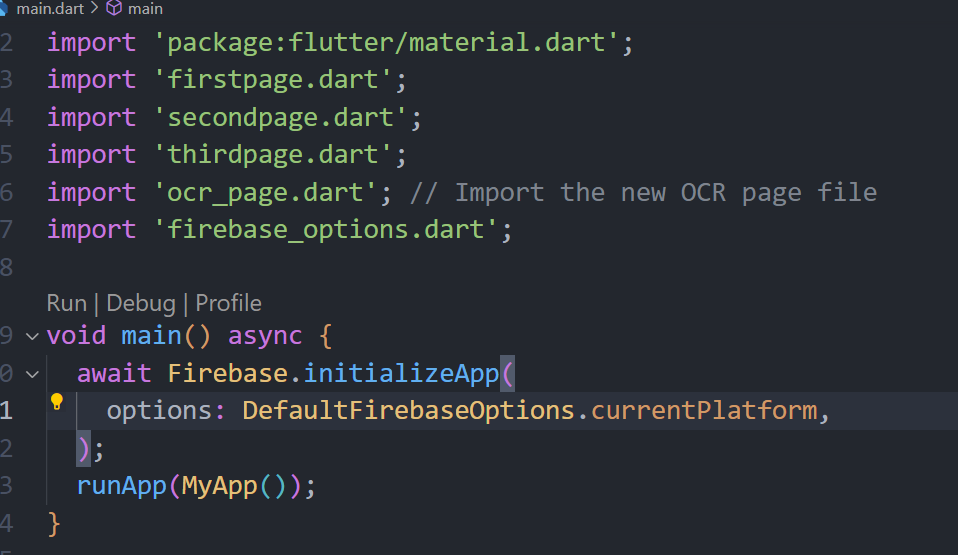 main.dart > main
2 import 'package:flutter/material.dart';
3 import 'firstpage.dart';
4 import 'secondpage.dart';
5 import 'thirdpage.dart';
6 import 'ocr_page.dart'; // Import the new OCR page file
7 import 'firebase_options.dart';
8
Run | Debug | Profile
9 void main() async {
0 await Firebase.initializeApp(
1 options: DefaultFirebaseOptions.currentPlatform,
2 );
3 runApp(MyApp());
4 }